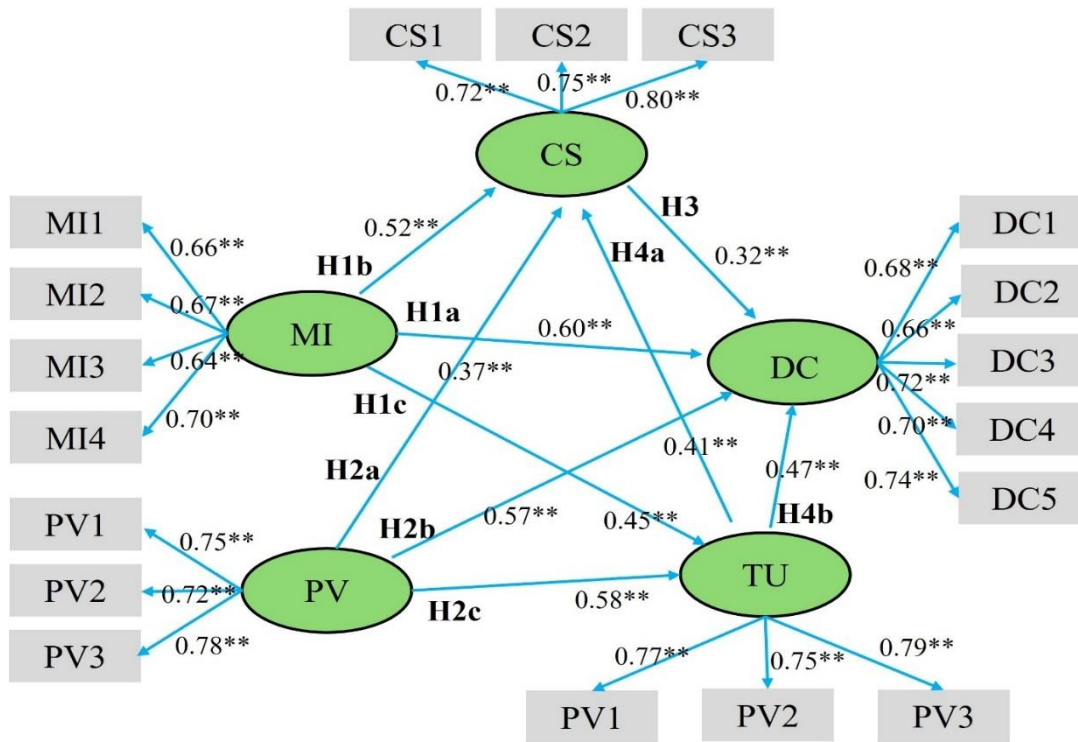 CS1
CS2
CS3
0.72**
0.75**
0.80**
CS
MI1
MI2
MI3
MI4
0.66**
0.67**
0.64**
0.70**
MI
H1b
0.52**
H1a
0.60**
H1c
0.45**
H3
0.32**
H4a
0.41**
DC
DC1
DC2
DC3
DC4
DC5
0.68**
0.66**
0.72**
0.70**
0.74**
0.37**
H2a
H2b
0.57**
H2c
0.58**
0.47**
H4b
PV1
PV2
PV3
0.75**
0.72**
0.78**
PV
TU
0.77**
0.75**
0.79**
PV1
PV2
PV3